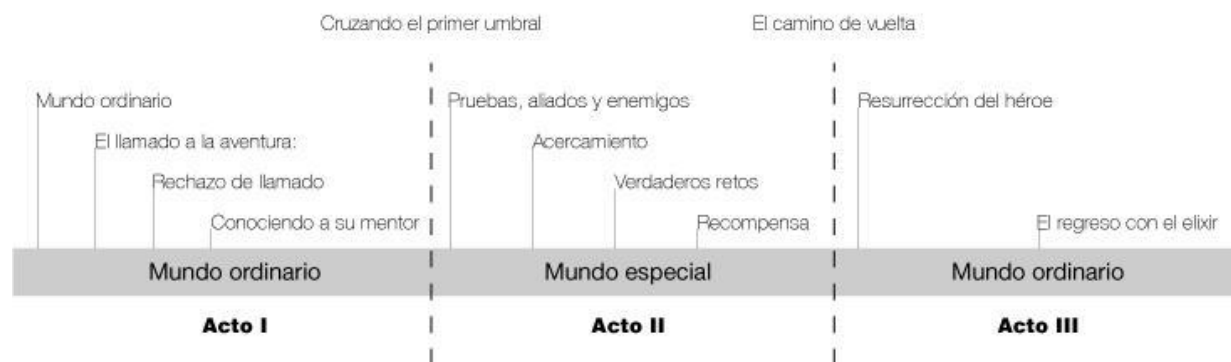 Cruzando el primer umbral
El camino de vuelta
Mundo ordinario
Pruebas, aliados y enemigos
Resurrección del héroe
El llamado a la aventura:
Acercamiento
Rechazo de llamado
Verdaderos retos
Conociendo a su mentor
Recompensa
El regreso con el elixir
Mundo ordinario
Mundo especial
Mundo ordinario
Acto I
Acto II
Acto III